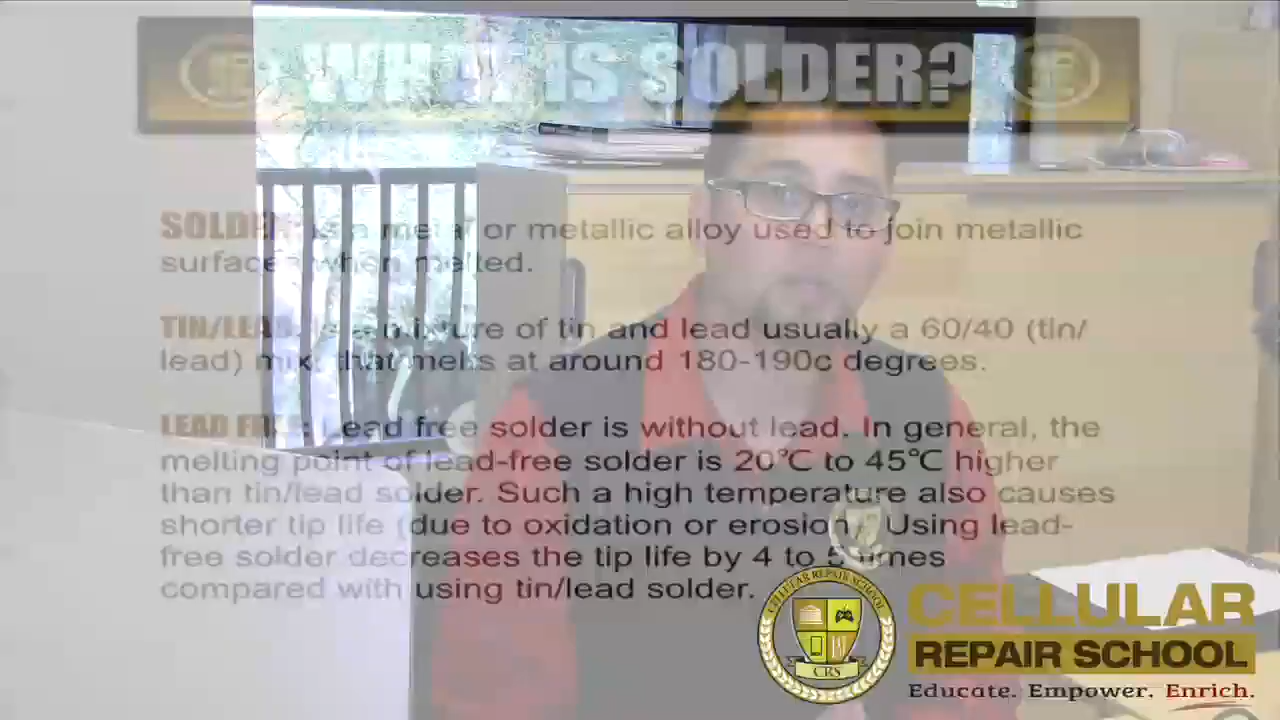 WHAT IS SOLDER?
SOLDER: Is a metal or metallic alloy used to join metallic
surfaces when melted.
TIN/LEAD: Is a mixture of tin and lead usually a 60/40 (tin/
lead) mix, that melts at around 180-190c degrees.
LEAD FREE: Lead free solder is without lead. In general, the
melting point of lead-free solder is 20°C to 45°C higher
than tin/lead solder. Such a high temperature also causes
shorter tip life (due to oxidation or erosion). Using lead-
free solder decreases the tip life by 4 to 5 times
compared with using tin/lead solder.
CELLULAR REPAIR SCHOOL
CRS
CELLULAR
REPAIR SCHOOL
Educate. Empower. Enrich.